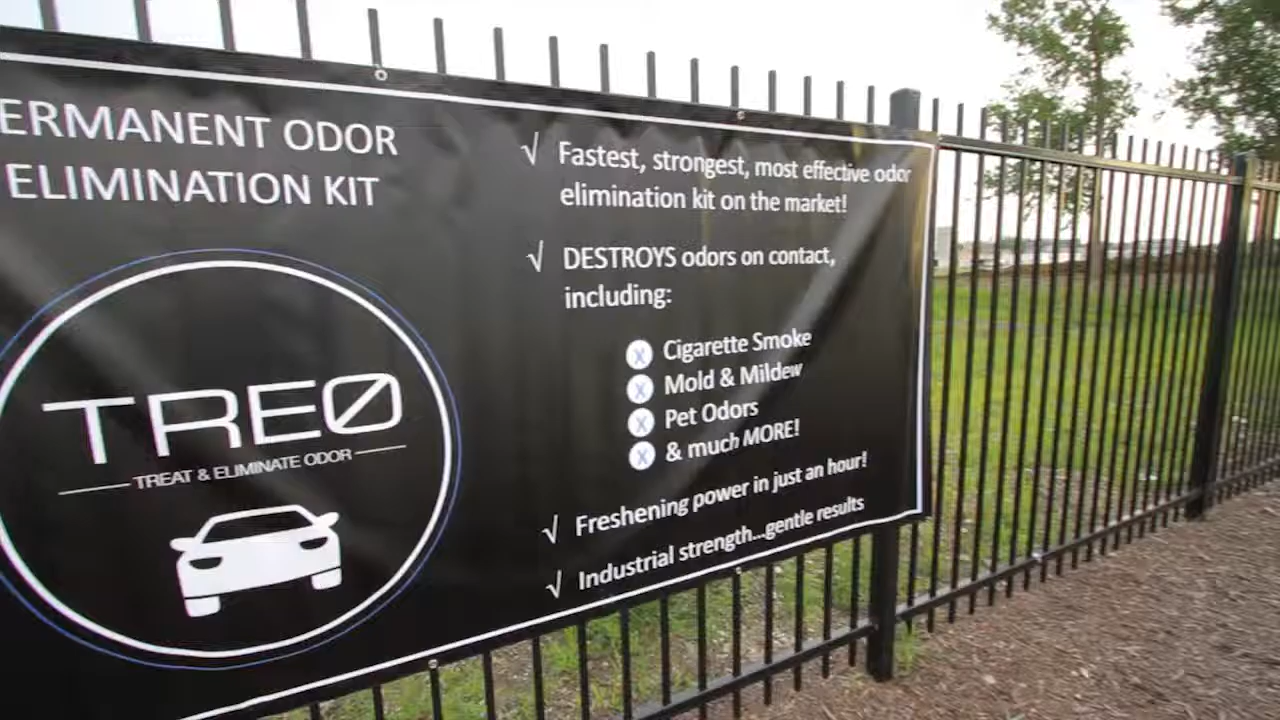 ERMANENT ODOR
ELIMINATION KIT
TREØ
TREAT & ELIMINATE ODOR
√ Fastest, strongest, most effective odor
elimination kit on the market!
√ DESTROYS odors on contact,
including:
X Cigarette Smoke
X Mold & Mildew
X Pet Odors
X & much MORE!
√ Freshening power in just an hour!
√ Industrial strength...gentle results